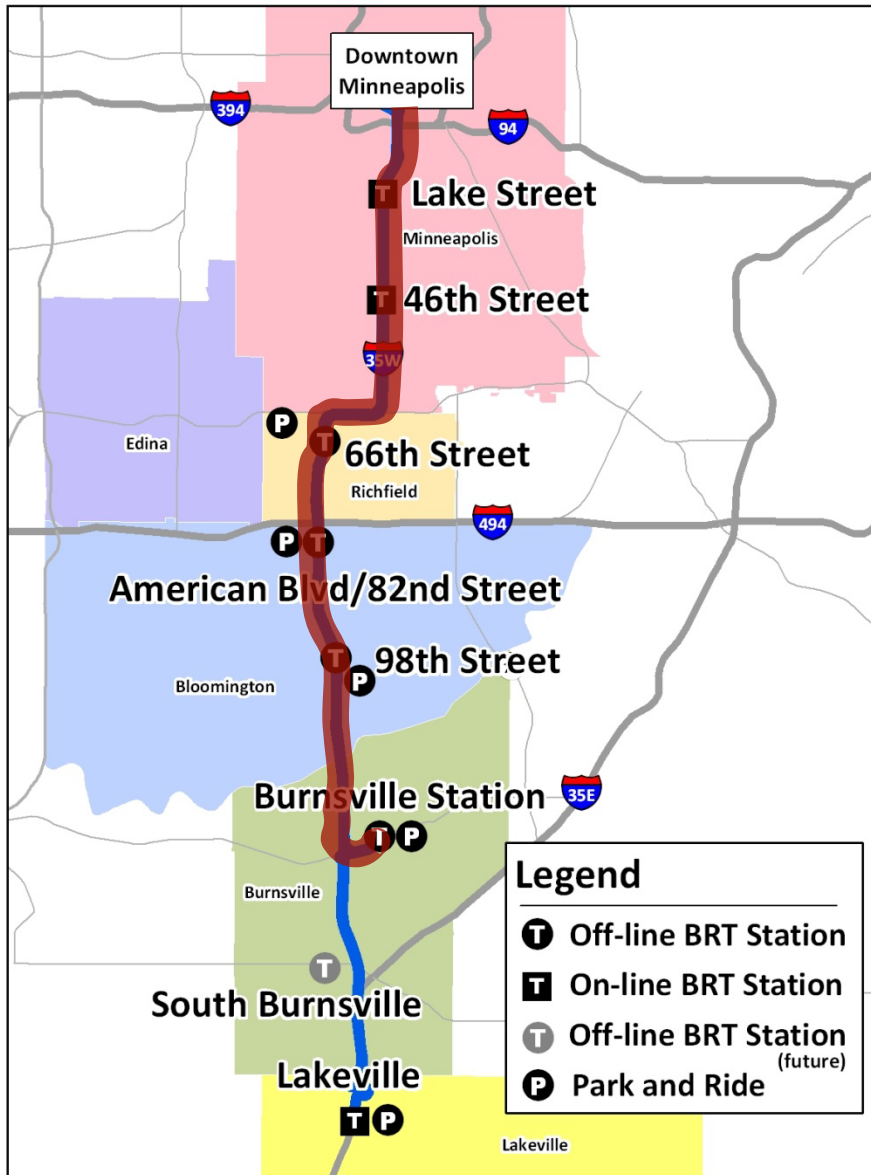 Downtown
Minneapolis
394
94
T
Lake Street
Minneapolis
T
46th Street
35W
P
T
66th Street
Edina
Richfield
494
P
T
American Blvd/82nd Street
T
98th Street
P
Bloomington
Burnsville Station
35E
T
P
Burnsville
T
South Burnsville
Lakeville
T
P
Lakeville
Legend
T Off-line BRT Station
T On-line BRT Station
T Off-line BRT Station
(future)
P Park and Ride